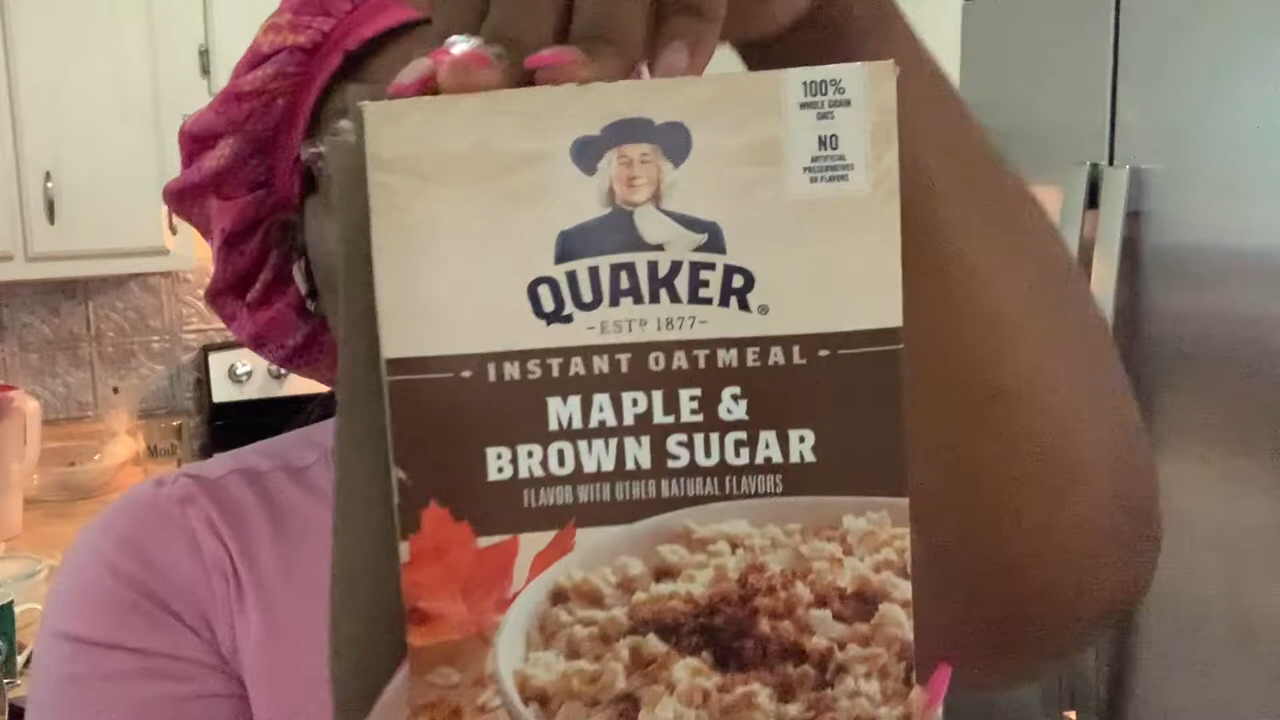 100%
WHOLE GRAIN
OATS
NO
ARTIFICIAL
PRESERVATIVES
OR FLAVORS
QUAKER®
-ESTD 1877-
INSTANT OATMEAL
MAPLE &
BROWN SUGAR
FLAVOR WITH OTHER NATURAL FLAVORS